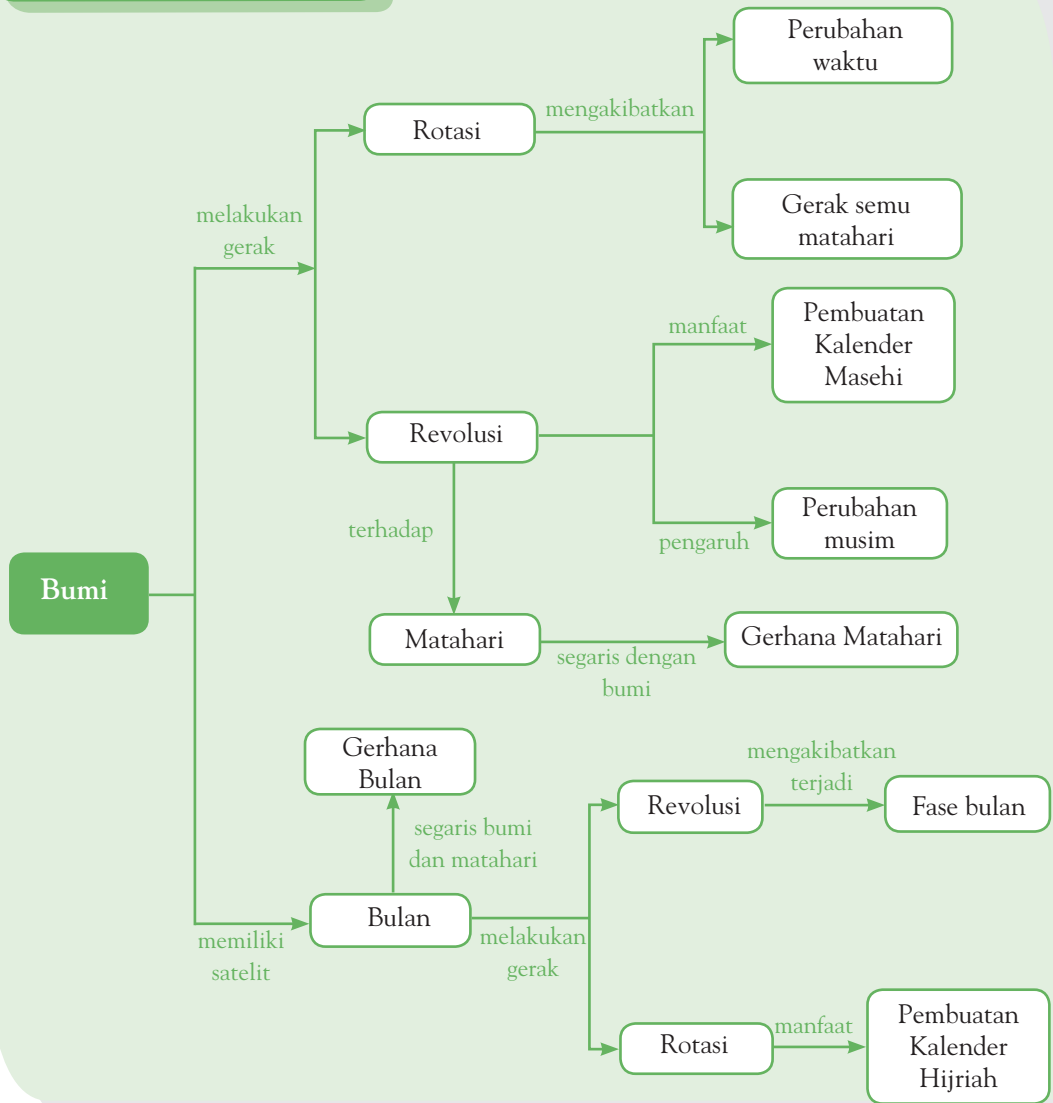 Perubahan
waktu
mengakibatkan
Rotasi
Gerak semu
matahari
melakukan
gerak
Pembuatan
Kalender
Masehi
manfaat
Revolusi
Perubahan
musim
pengaruh
terhadap
Bumi
Matahari
segaris dengan
bumi
Gerhana Matahari
Gerhana
Bulan
segaris bumi
dan matahari
Revolusi
mengakibatkan
terjadi
Fase bulan
Bulan
memiliki
satelit
melakukan
gerak
Rotasi
manfaat
Pembuatan
Kalender
Hijriah